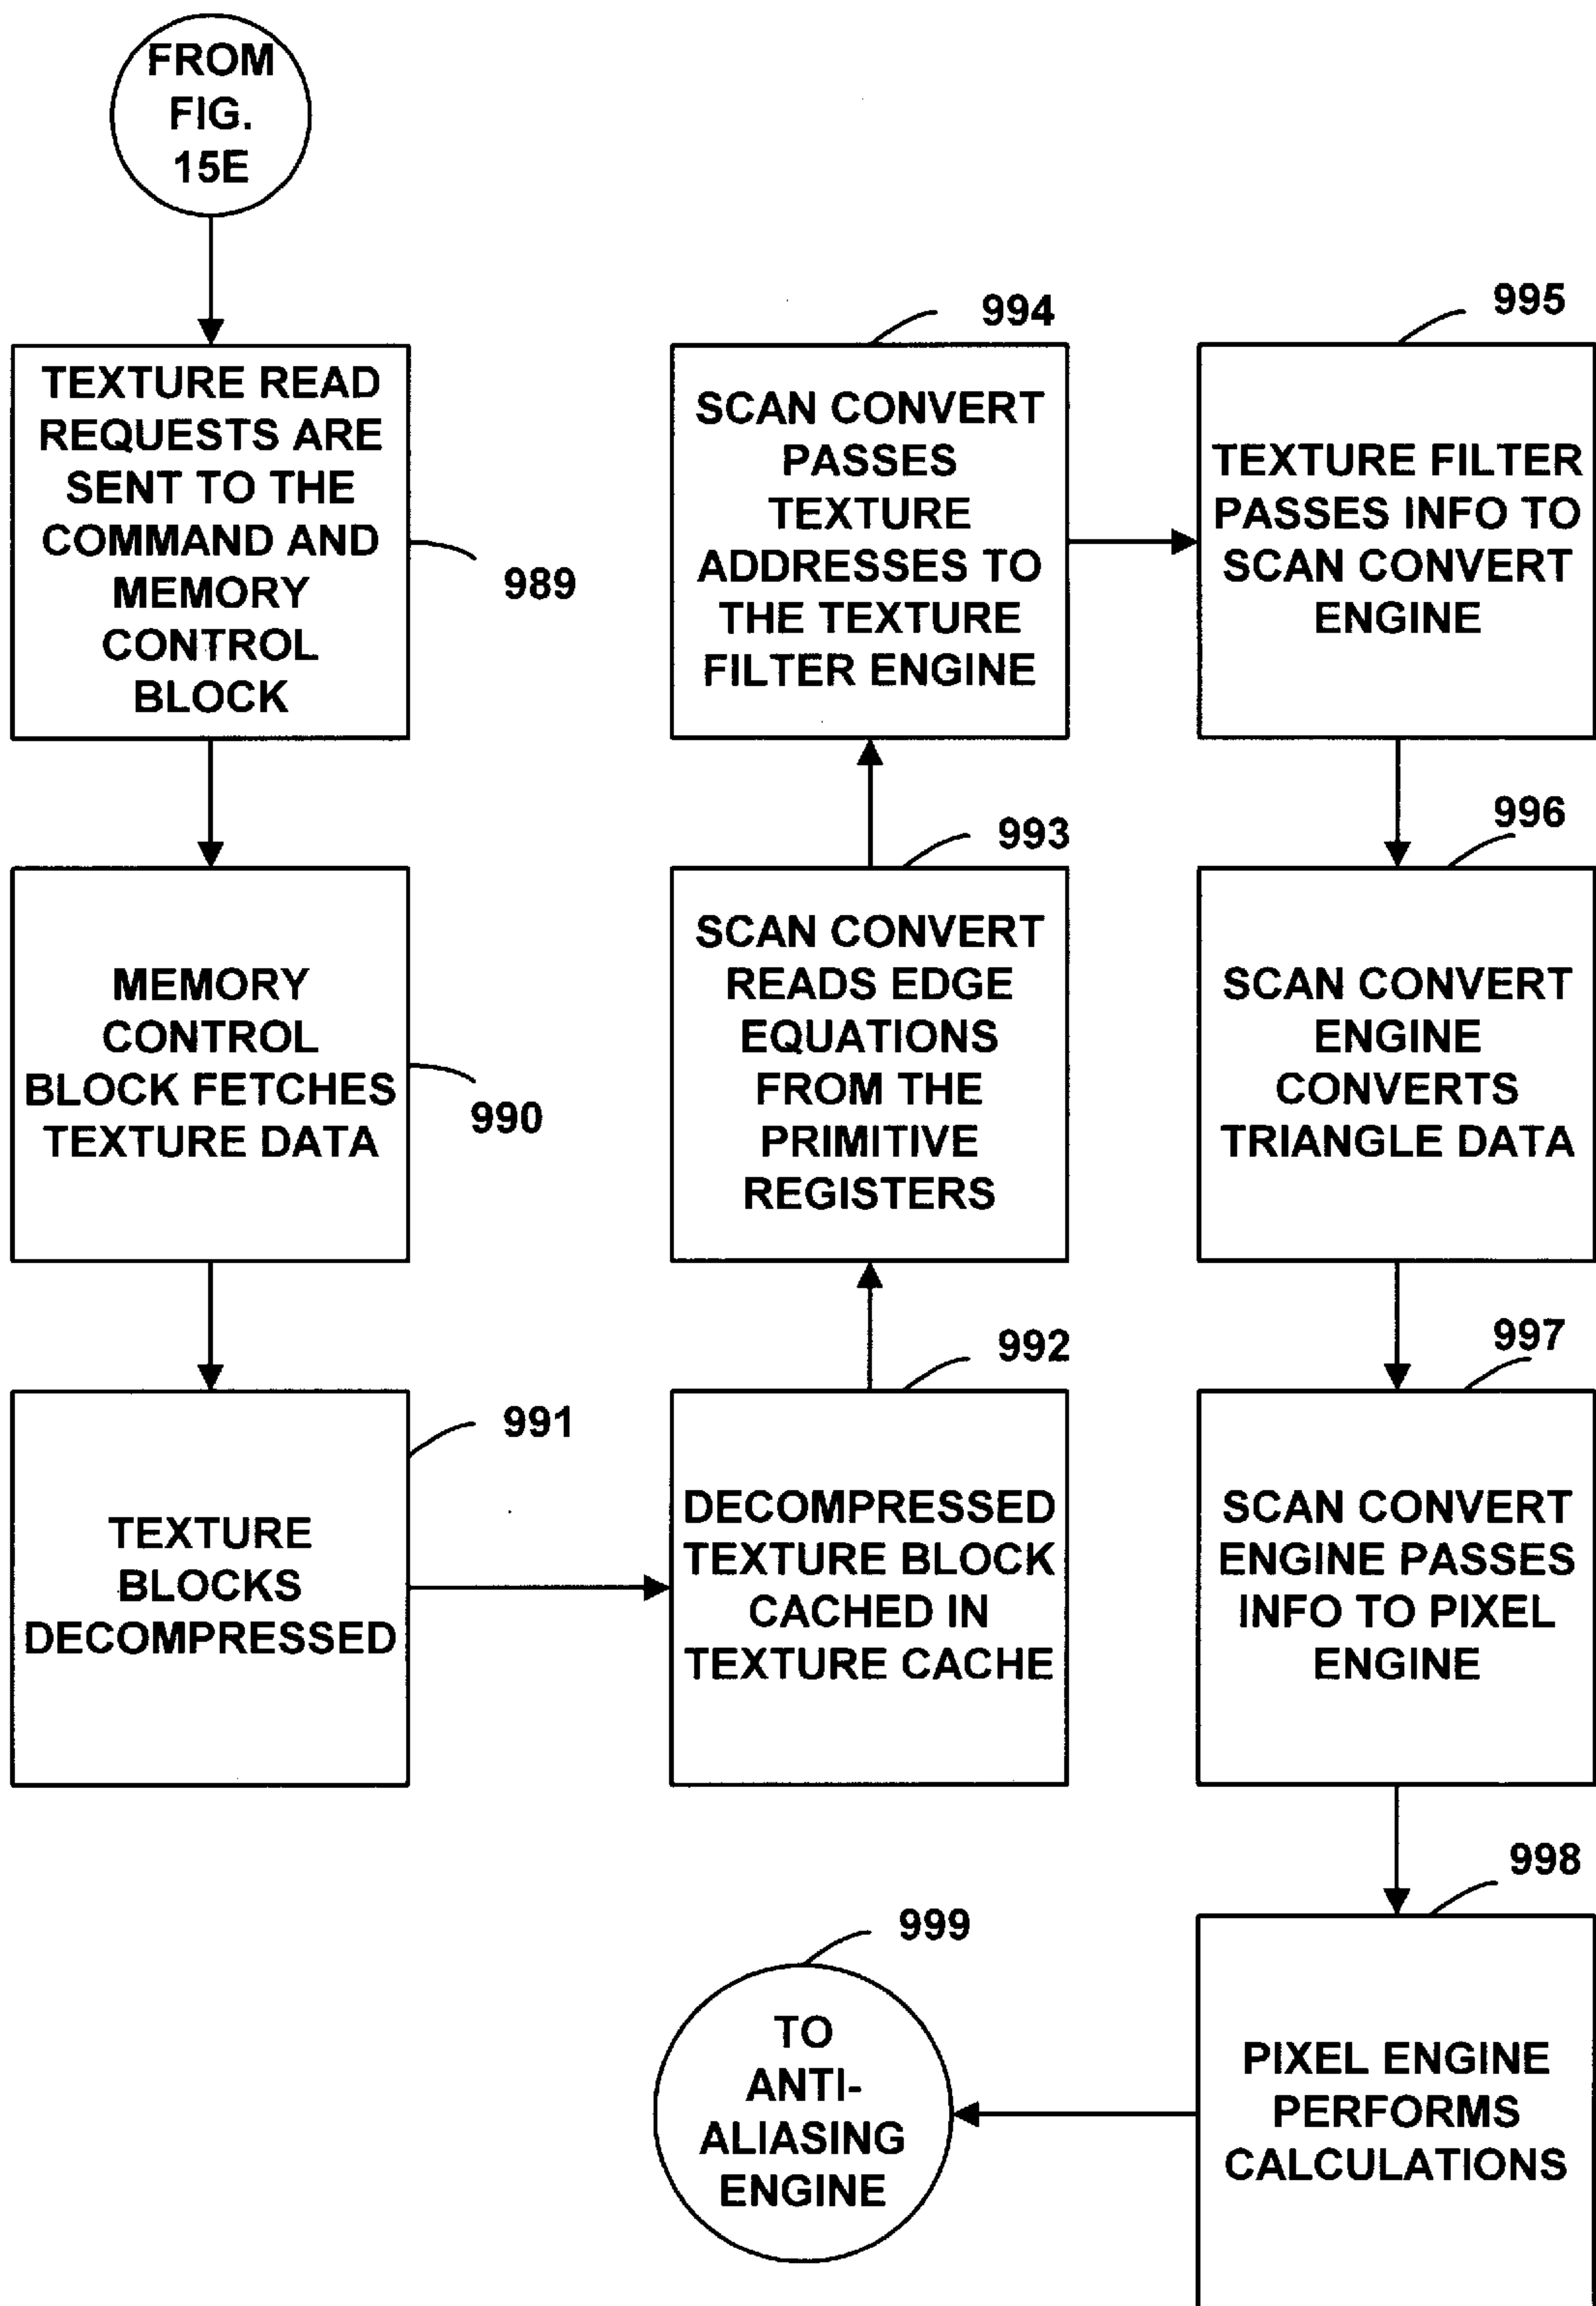 FROM
FIG.
15E
TEXTURE READ
REQUESTS ARE
SENT TO THE
COMMAND AND
MEMORY
CONTROL
BLOCK
989
MEMORY
CONTROL
BLOCK FETCHES
TEXTURE DATA
990
TEXTURE
BLOCKS
DECOMPRESSED
991
992
DECOMPRESSED
TEXTURE BLOCK
CACHED IN
TEXTURE CACHE
993
SCAN CONVERT
READS EDGE
EQUATIONS
FROM THE
PRIMITIVE
REGISTERS
994
SCAN CONVERT
PASSES
TEXTURE
ADDRESSES TO
THE TEXTURE
FILTER ENGINE
995
TEXTURE FILTER
PASSES INFO TO
SCAN CONVERT
ENGINE
996
SCAN CONVERT
ENGINE
CONVERTS
TRIANGLE DATA
997
SCAN CONVERT
ENGINE PASSES
INFO TO PIXEL
ENGINE
998
PIXEL ENGINE
PERFORMS
CALCULATIONS
999
TO
ANTI-
ALIASING
ENGINE